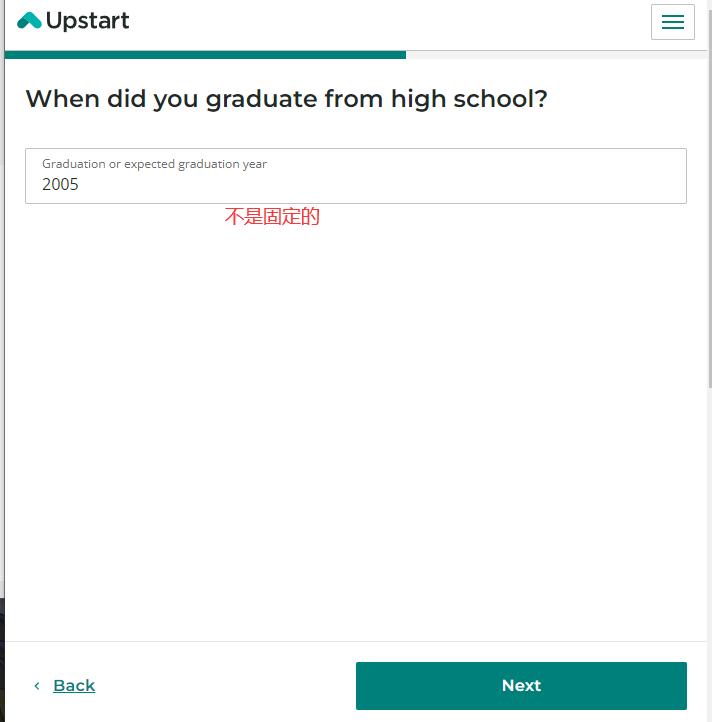 Upstart
When did you graduate from high school?
Graduation or expected graduation year
2005
不是固定的
Back
Next